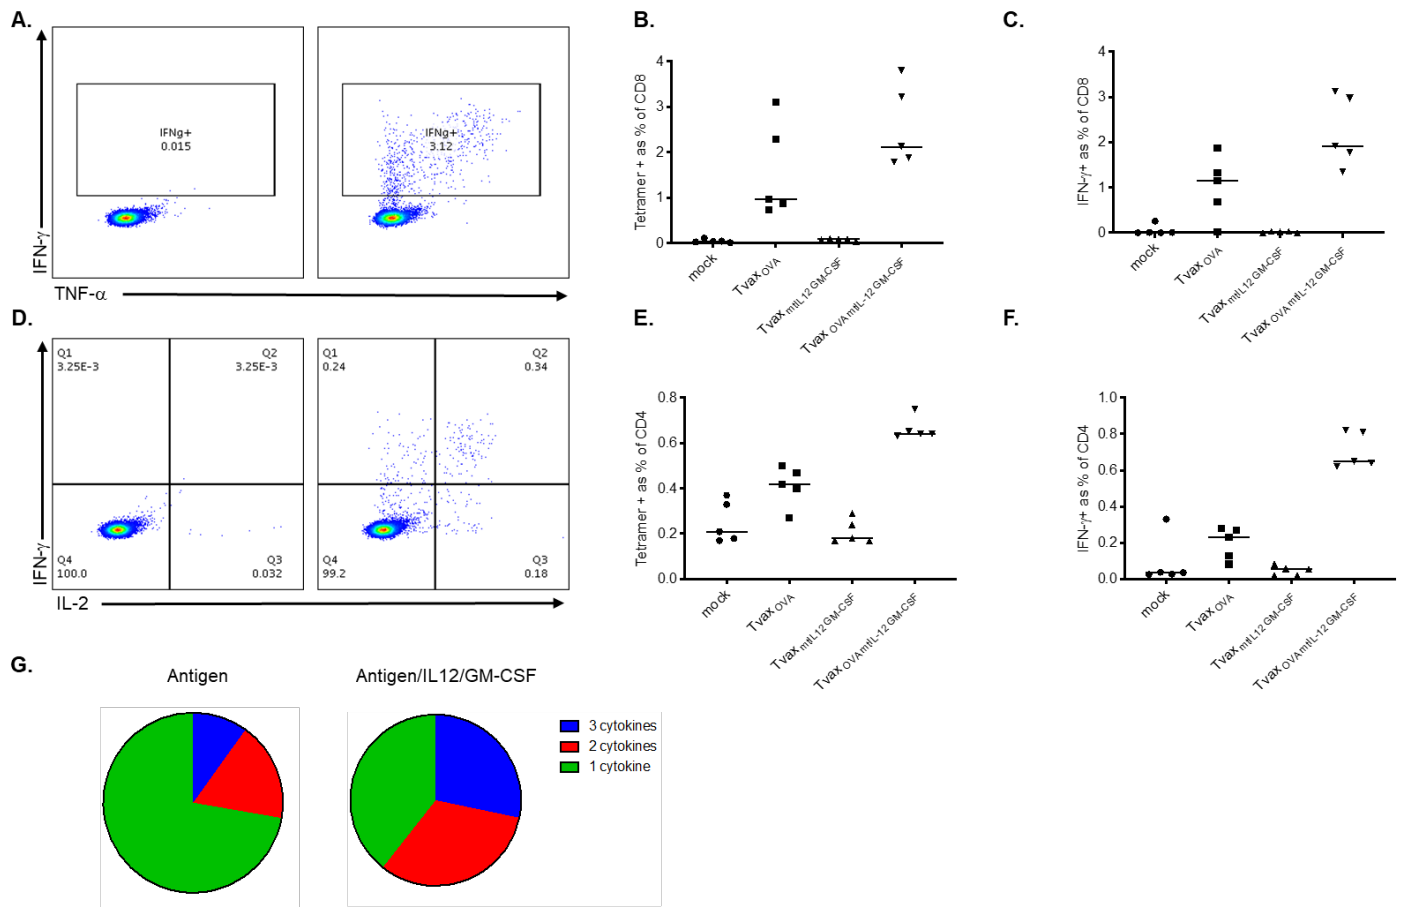 A.
IFN-γ
IFNg+
0.015
IFNg+
3.12
TNF-α
B.
Tetramer + as % of CD8
4
3
2
1
0
mock
Tvax OVA
Tvax mtIL12 GM-CSF
Tvax OVA mtIL-12 GM-CSF
C.
IFN-γ+ as % of CD8
4
3
2
1
0
mock
Tvax OVA
Tvax mtIL12 GM-CSF
Tvax OVA mtIL-12 GM-CSF
D.
IFN-γ
Q1
3.25E-3
Q2
3.25E-3
Q4
100.0
Q3
0.032
Q1
0.24
Q2
0.34
Q4
99.2
Q3
0.18
IL-2
E.
Tetramer + as % of CD4
0.8
0.6
0.4
0.2
0.0
mock
Tvax OVA
Tvax mtIL12 GM-CSF
Tvax OVA mtIL-12 GM-CSF
F.
IFN-γ+ as % of CD4
1.0
0.8
0.6
0.4
0.2
0.0
mock
Tvax OVA
Tvax mtIL12 GM-CSF
Tvax OVA mtIL-12 GM-CSF
G.
Antigen
Antigen/IL12/GM-CSF
3 cytokines
2 cytokines
1 cytokine